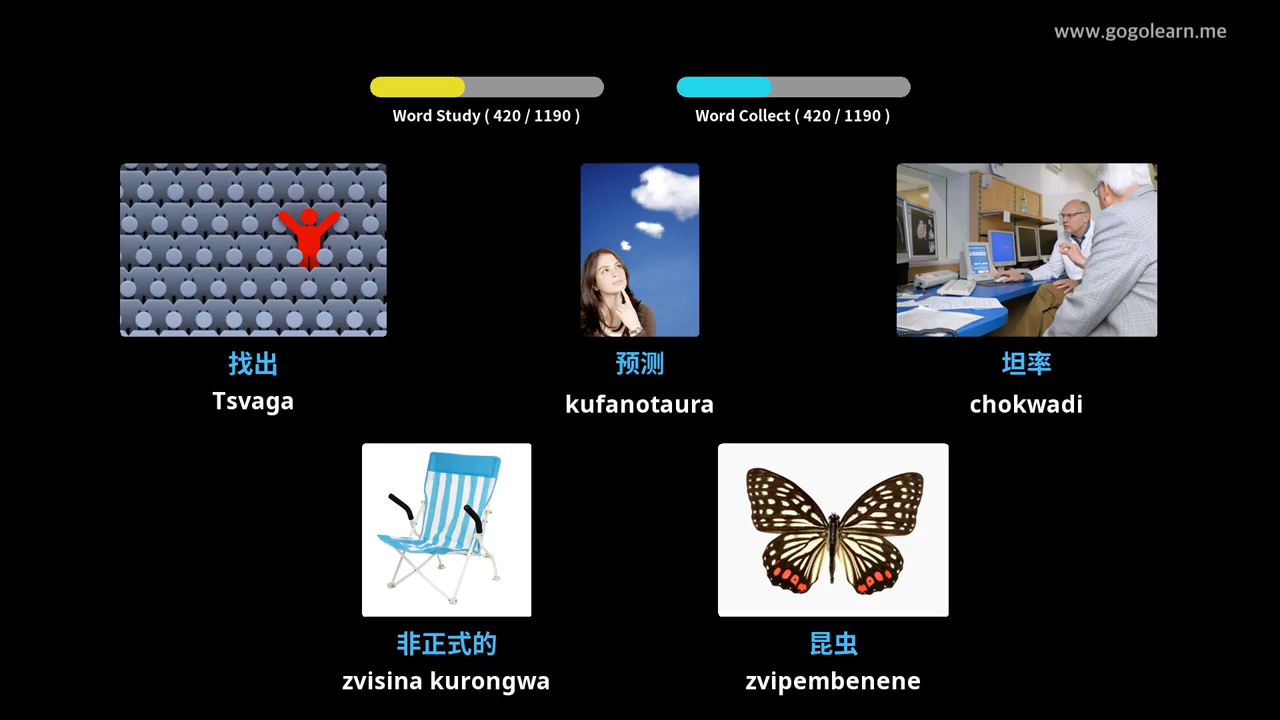 www.gogolearn.me
Word Study ( 420 / 1190 )
Word Collect ( 420 / 1190 )
找出
Tsvaga
预测
kufanotaura
坦率
chokwadi
非正式的
zvisina kurongwa
昆虫
zvipembenene